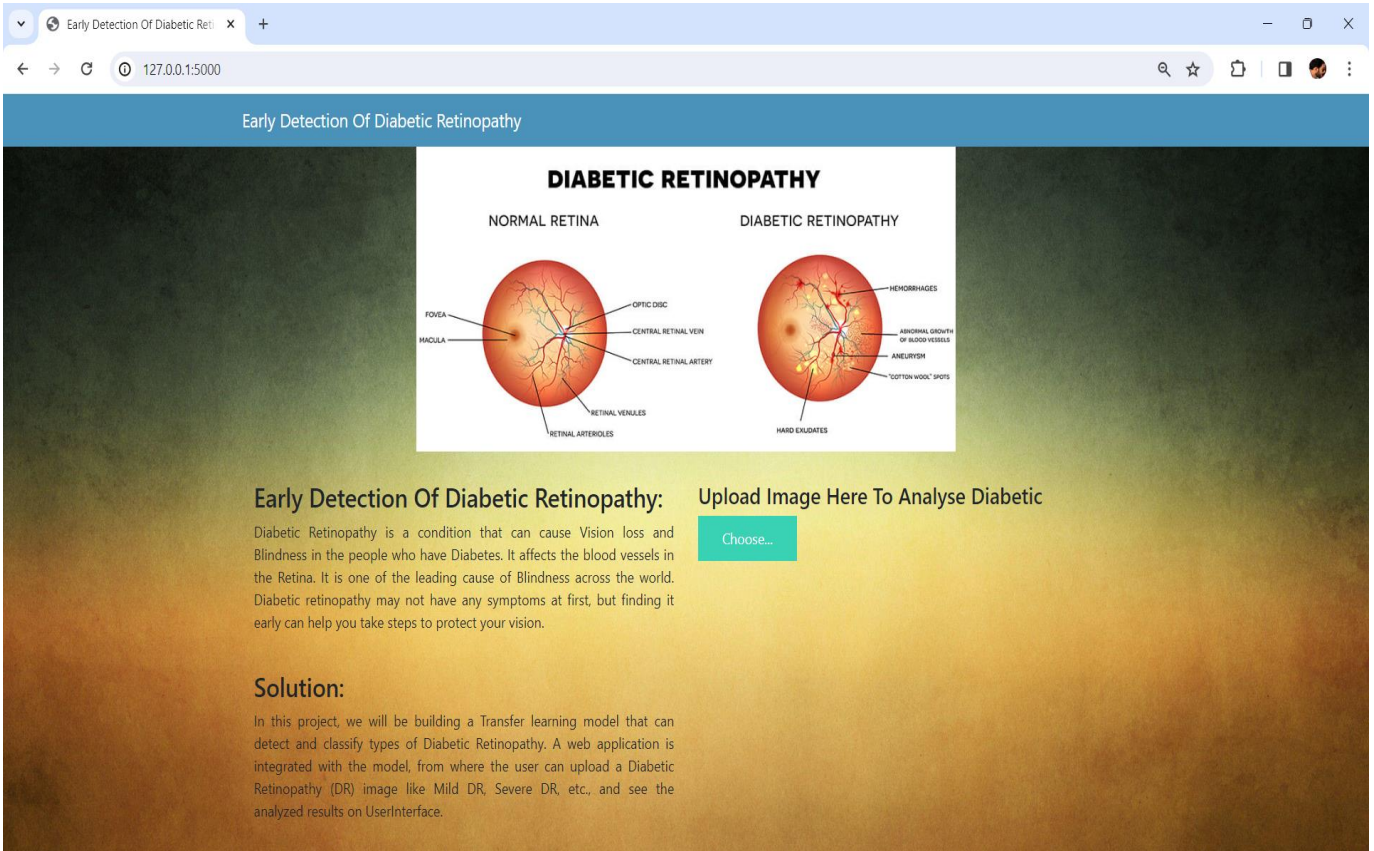 Early Detection Of Diabetic Reti
127.0.0.1:5000
Early Detection Of Diabetic Retinopathy
DIABETIC RETINOPATHY
NORMAL RETINA
FOVEA
MACULA
OPTIC DISC
CENTRAL RETINAL VEIN
CENTRAL RETINAL ARTERY
RETINAL VENULES
RETINAL ARTERIOLES
DIABETIC RETINOPATHY
HEMORRHAGES
ABNORMAL GROWTH
OF BLOOD VESSELS
ANEURYSM
"COTTON WOOL" SPOTS
HARD EXUDATES
Early Detection Of Diabetic Retinopathy:
Diabetic Retinopathy is a condition that can cause Vision loss and
Blindness in the people who have Diabetes. It affects the blood vessels in
the Retina. It is one of the leading cause of Blindness across the world.
Diabetic retinopathy may not have any symptoms at first, but finding it
early can help you take steps to protect your vision.
Solution:
In this project, we will be building a Transfer learning model that can
detect and classify types of Diabetic Retinopathy. A web application is
integrated with the model, from where the user can upload a Diabetic
Retinopathy (DR) image like Mild DR, Severe DR, etc., and see the
analyzed results on UserInterface.
Upload Image Here To Analyse Diabetic
Choose...